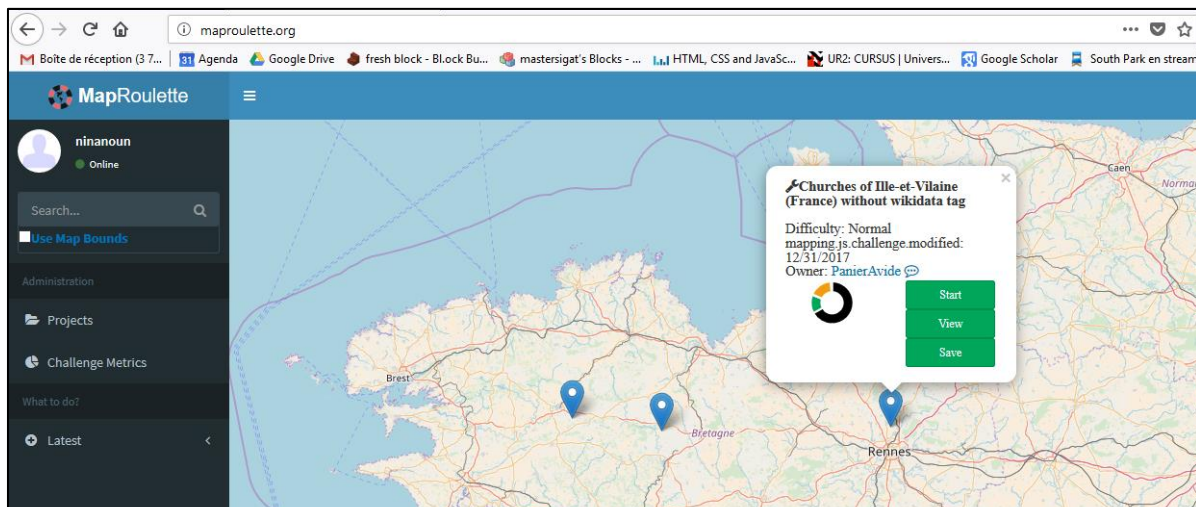 maproulette.org
Boîte de réception (3 7... Agenda Google Drive fresh block - Bl.ock Bu... mastersigat's Blocks - ... HTML, CSS and JavaSc... UR2: CURSUS | Univers... Google Scholar South Park en stream
MapRoulette
ninanoun
Online
Search...
Use Map Bounds
Administration
Projects
Challenge Metrics
What to do?
Latest
Churches of Ille-et-Vilaine
(France) without wikidata tag
Difficulty: Normal
mapping.js.challenge.modified:
12/31/2017
Owner: PanierAvide
Start
View
Save
Caen
Brest
Bretagne
Rennes